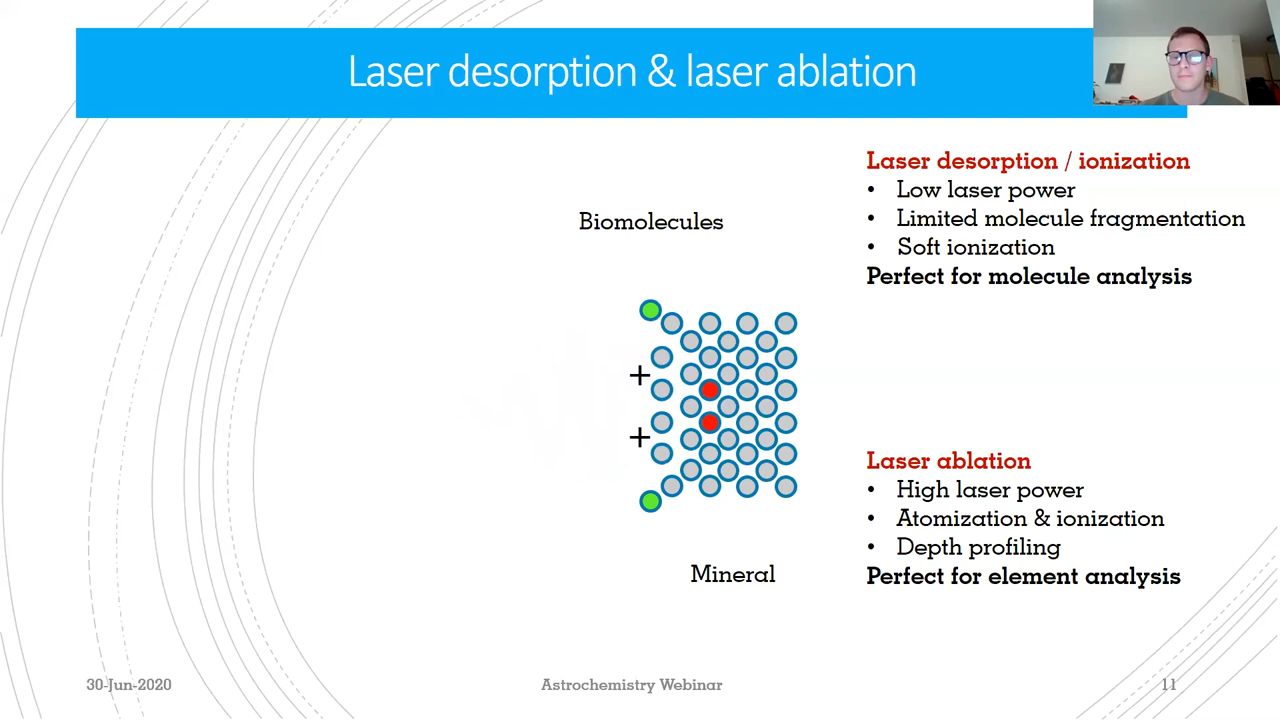 Laser desorption & laser ablation
Biomolecules
+
+
Mineral
Laser desorption / ionization
• Low laser power
• Limited molecule fragmentation
• Soft ionization
Perfect for molecule analysis
Laser ablation
• High laser power
• Atomization & ionization
• Depth profiling
Perfect for element analysis
30-Jun-2020
Astrochemistry Webinar
11